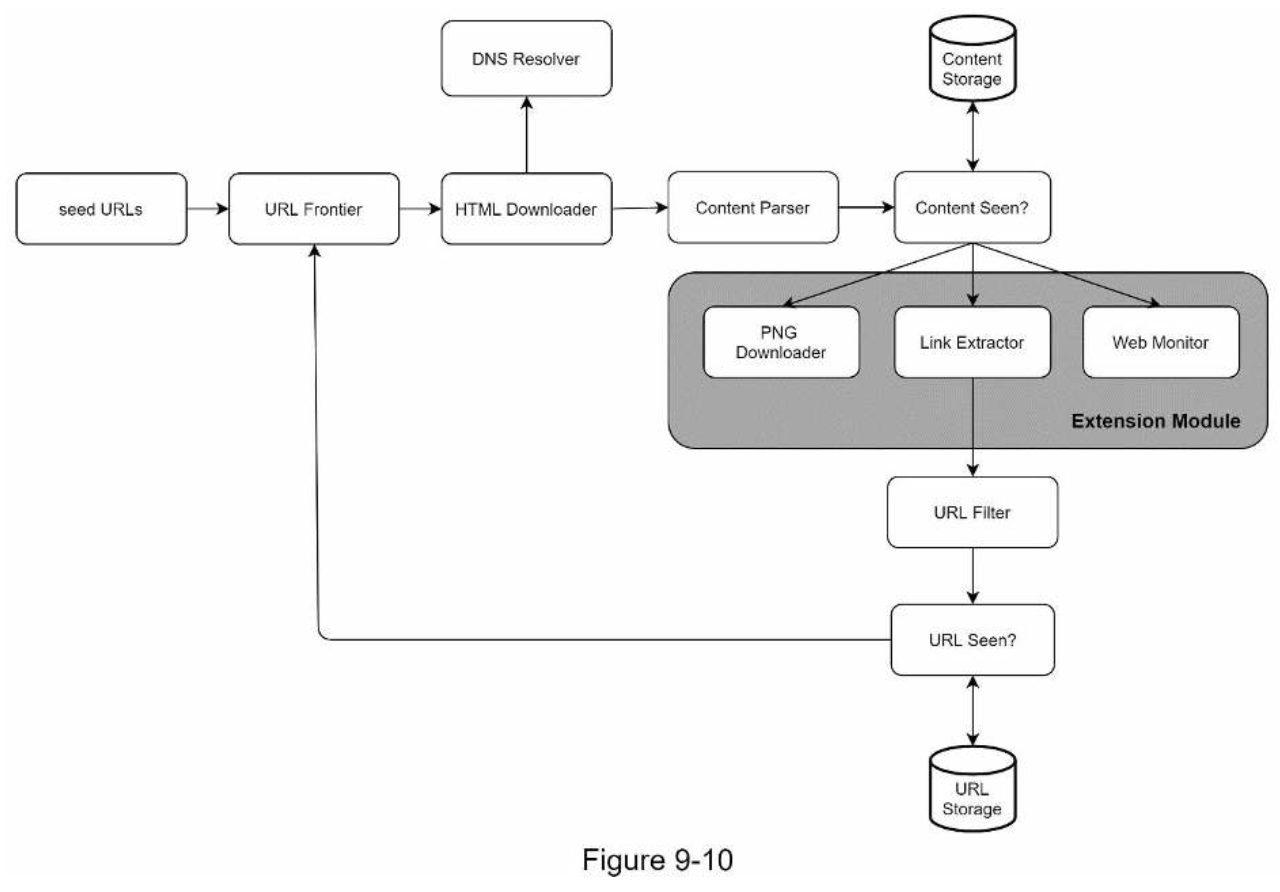 DNS Resolver
Content
Storage
seed URLs
URL Frontier
HTML Downloader
Content Parser
Content Seen?
PNG
Downloader
Link Extractor
Web Monitor
Extension Module
URL Filter
URL Seen?
URL
Storage
Figure 9-10